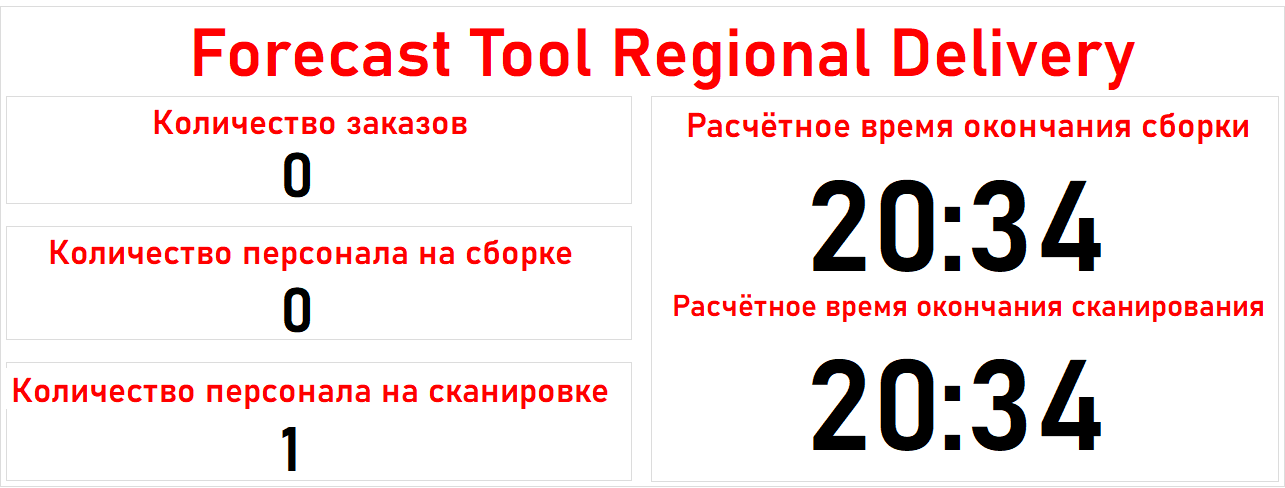 Forecast Tool Regional Delivery
Количество заказов
0
Количество персонала на сборке
0
Количество персонала на сканировке
1
Расчётное время окончания сборки
20:34
Расчётное время окончания сканирования
20:34